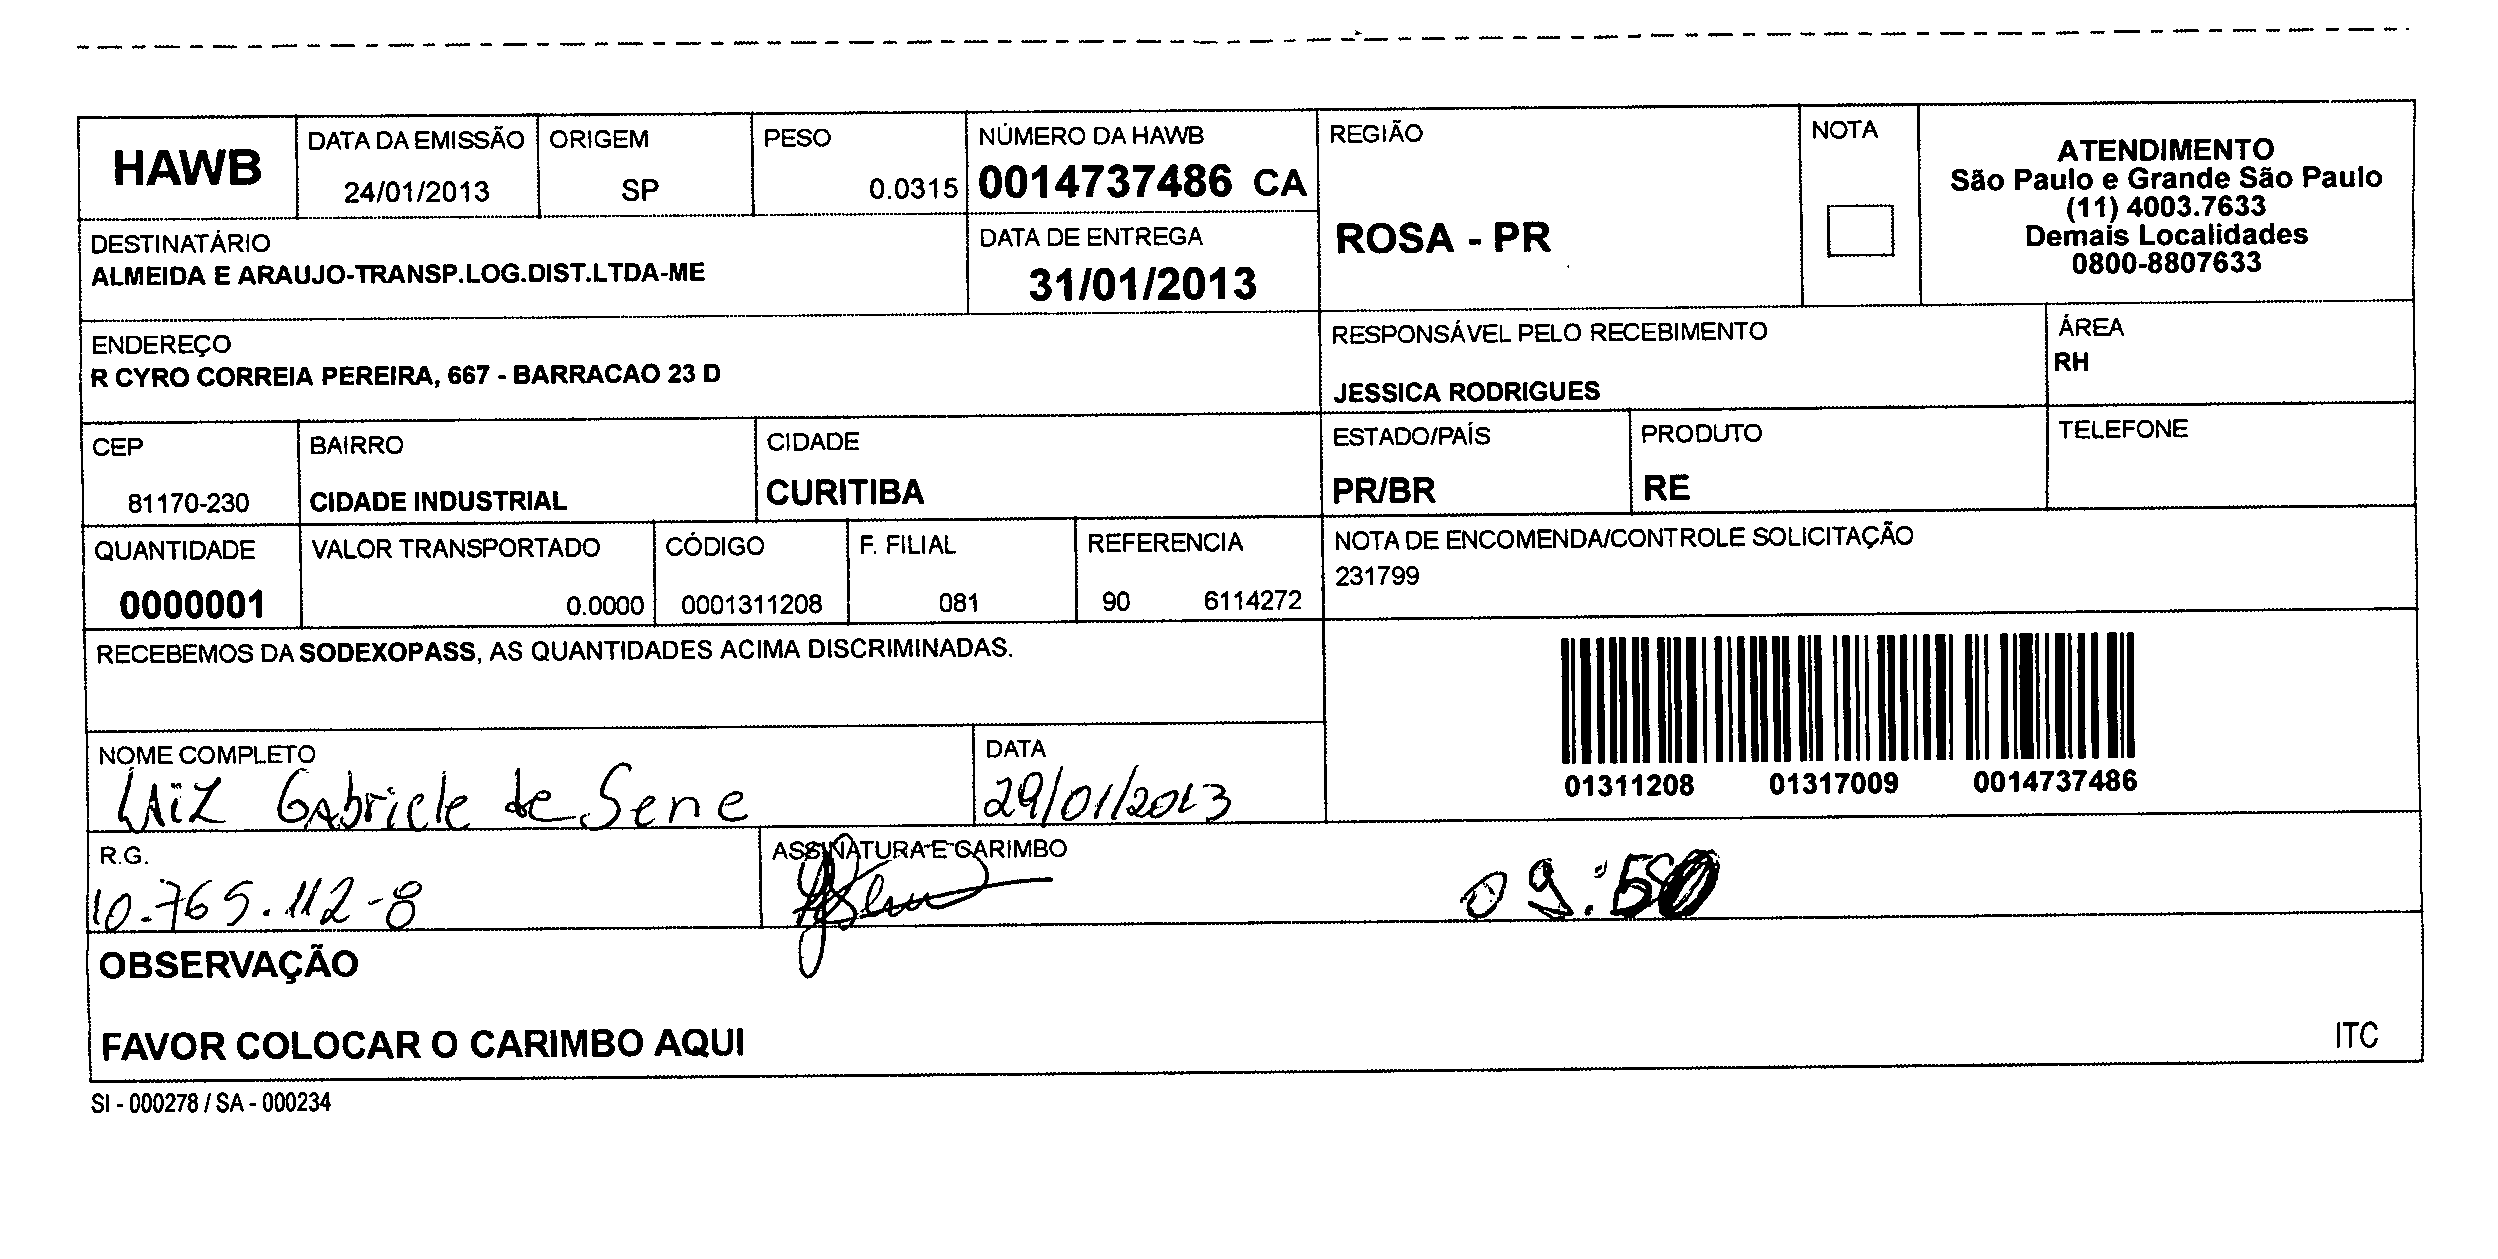 HAWB DATA DA EMISSÃO ORIGEM PESO NÚMERO DA HAWB REGIÃO NOTA ATENDIMENTO
24/01/2013 SP 0.0315 0014737486 CA São Paulo e Grande São Paulo
(11) 4003.7633
DESTINATÁRIO DATA DE ENTREGA ROSA - PR Demais Localidades
ALMEIDA E ARAUJO-TRANSP.LOG.DIST.LTDA-ME 31/01/2013 0800-8807633
ENDEREÇO RESPONSÁVEL PELO RECEBIMENTO ÁREA
R CYRO CORREIA PEREIRA, 667 - BARRACAO 23 D JESSICA RODRIGUES RH
CEP BAIRRO CIDADE ESTADO/PAÍS PRODUTO TELEFONE
81170-230 CIDADE INDUSTRIAL CURITIBA PR/BR RE
QUANTIDADE VALOR TRANSPORTADO CÓDIGO F. FILIAL REFERENCIA NOTA DE ENCOMENDA/CONTROLE SOLICITAÇÃO
0000001 0.0000 0001311208 081 90 6114272 231799
RECEBEMOS DA SODEXOPASS, AS QUANTIDADES ACIMA DISCRIMINADAS.
NOME COMPLETO DATA
Gabriele de Sene 29/01/2013 01311208 01317009 0014737486
R.G. ASSINATURA E CARIMBO
10.765.112-8 09:50
OBSERVAÇÃO
FAVOR COLOCAR O CARIMBO AQUI ITC
SI - 000278 / SA - 000234